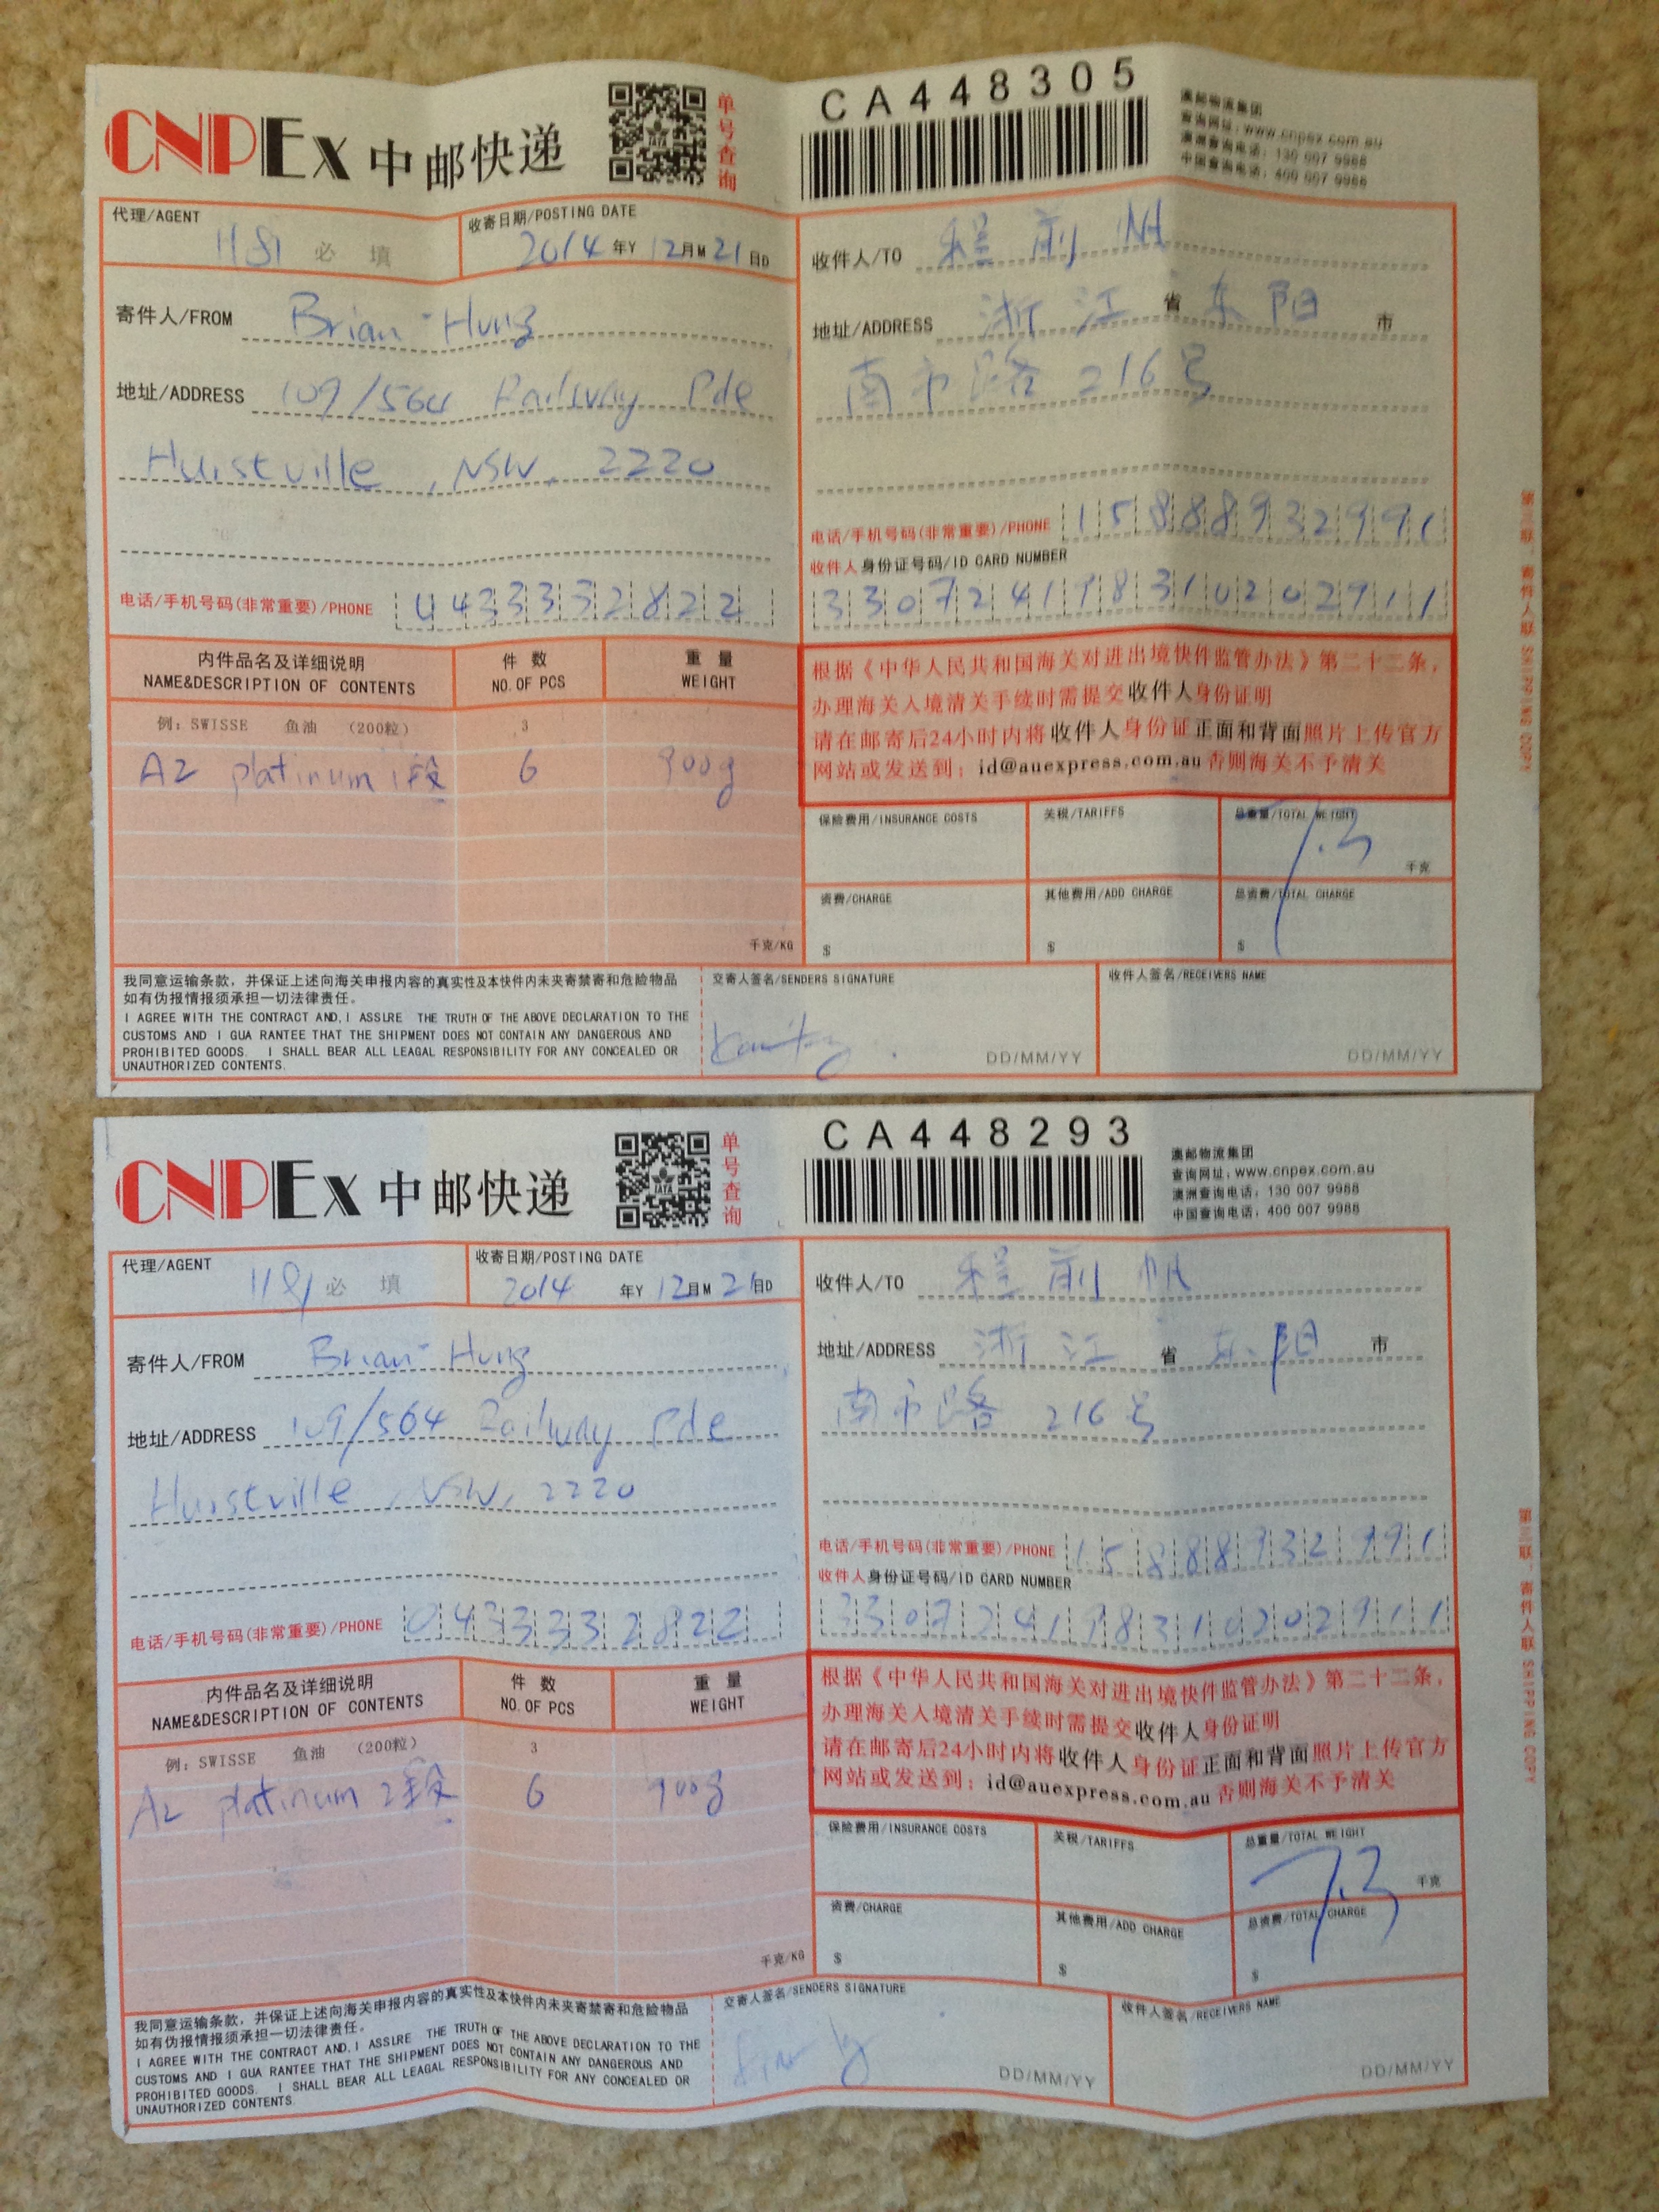 CNPEx 中邮快递
单号查询
CA448305
澳邮物流集团
查询网址：www.cnpex.com.au
澳洲查询电话：130 007 9988
中国查询电话：400 007 9988
代理/AGENT
1181 必 填
收寄日期/POSTING DATE
2014 年Y 12月M 21日D
寄件人/FROM Brian Hung
地址/ADDRESS 109/564 Railway Pde
Hurstville, NSW, 2220
电话/手机号码(非常重要)/PHONE 0433332822
收件人/TO 程前帆
地址/ADDRESS 浙江 省 东阳 市
南市路 216号
电话/手机号码(非常重要)/PHONE 15888932991
收件人身份证号码/ID CARD NUMBER
330724198310202911
内件品名及详细说明 件 数 重 量
NAME&DESCRIPTION OF CONTENTS NO. OF PCS WEIGHT
例：SWISSE 鱼油 （200粒） 3
A2 platinum 1段 6 900g
千克/KG
根据《中华人民共和国海关对进出境快件监管办法》第二十二条，
办理海关入境清关手续时需提交收件人身份证明
请在邮寄后24小时内将收件人身份证正面和背面照片上传官方
网站或发送到：id@auexpress.com.au 否则海关不予清关
保险费用/INSURANCE COSTS 关税/TARIFFS 总重量/TOTAL WEIGHT
7.3 千克
资费/CHARGE 其他费用/ADD CHARGE 总资费/TOTAL CHARGE
$ $ $
我同意运输条款，并保证上述向海关申报内容的真实性及本快件内未夹寄禁寄和危险物品
如有伪报情报须承担一切法律责任。
I AGREE WITH THE CONTRACT AND,I ASSLRE THE TRUTH OF THE ABOVE DECLARATION TO THE
CUSTOMS AND I GUA RANTEE THAT THE SHIPMENT DOES NOT CONTAIN ANY DANGEROUS AND
PROHIBITED GOODS. I SHALL BEAR ALL LEAGAL RESPONSIBILITY FOR ANY CONCEALED OR
UNAUTHORIZED CONTENTS.
交寄人签名/SENDERS SIGNATURE
DD/MM/YY
收件人签名/RECEIVERS NAME
DD/MM/YY
第三联：寄件人联 SHIPPING COPY
CNPEx 中邮快递
单号查询
CA448293
澳邮物流集团
查询网址：www.cnpex.com.au
澳洲查询电话：130 007 9988
中国查询电话：400 007 9988
代理/AGENT
1181 必 填
收寄日期/POSTING DATE
2014 年Y 12月M 21日D
寄件人/FROM Brian Hung
地址/ADDRESS 109/564 Railway Pde
Hurstville, NSW, 2220
电话/手机号码(非常重要)/PHONE 0433332822
收件人/TO 程前帆
地址/ADDRESS 浙江 省 东阳 市
南市路 216号
电话/手机号码(非常重要)/PHONE 15888932991
收件人身份证号码/ID CARD NUMBER
330724198310202911
内件品名及详细说明 件 数 重 量
NAME&DESCRIPTION OF CONTENTS NO. OF PCS WEIGHT
例：SWISSE 鱼油 （200粒） 3
A2 platinum 2段 6 900g
千克/KG
根据《中华人民共和国海关对进出境快件监管办法》第二十二条，
办理海关入境清关手续时需提交收件人身份证明
请在邮寄后24小时内将收件人身份证正面和背面照片上传官方
网站或发送到：id@auexpress.com.au 否则海关不予清关
保险费用/INSURANCE COSTS 关税/TARIFFS 总重量/TOTAL WEIGHT
7.3 千克
资费/CHARGE 其他费用/ADD CHARGE 总资费/TOTAL CHARGE
$ $ $
我同意运输条款，并保证上述向海关申报内容的真实性及本快件内未夹寄禁寄和危险物品
如有伪报情报须承担一切法律责任。
I AGREE WITH THE CONTRACT AND,I ASSLRE THE TRUTH OF THE ABOVE DECLARATION TO THE
CUSTOMS AND I GUA RANTEE THAT THE SHIPMENT DOES NOT CONTAIN ANY DANGEROUS AND
PROHIBITED GOODS. I SHALL BEAR ALL LEAGAL RESPONSIBILITY FOR ANY CONCEALED OR
UNAUTHORIZED CONTENTS.
交寄人签名/SENDERS SIGNATURE
DD/MM/YY
收件人签名/RECEIVERS NAME
DD/MM/YY
第三联：寄件人联 SHIPPING COPY